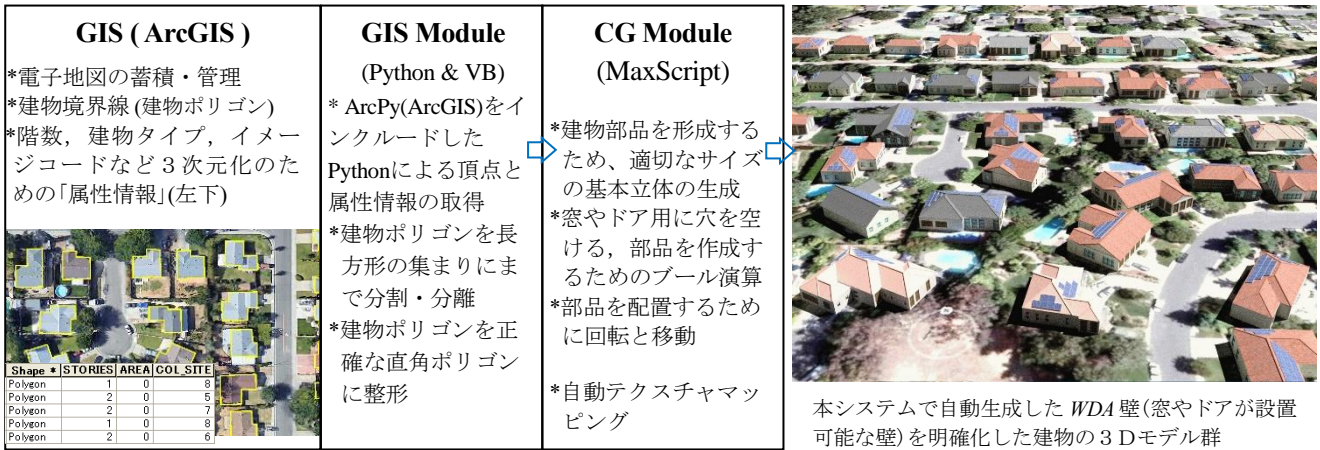 GIS ( ArcGIS )
*電子地図の蓄積・管理
*建物境界線 (建物ポリゴン)
*階数，建物タイプ，イメー
ジコードなど３次元化のた
めの「属性情報」(左下)
Shape * STORIES AREA COL_SITE
Polygon 1 0 8
Polygon 2 0 5
Polygon 2 0 7
Polygon 1 0 8
Polygon 2 0 6
GIS Module
(Python & VB)
* ArcPy(ArcGIS)をイ
ンクルードした
Pythonによる頂点と
属性情報の取得
*建物ポリゴンを長
方形の集まりにま
で分割・分離
*建物ポリゴンを正
確な直角ポリゴン
に整形
CG Module
(MaxScript)
*建物部品を形成する
ため、適切なサイズ
の基本立体の生成
*窓やドア用に穴を空
ける，部品を作成す
るためのブール演算
*部品を配置するため
に回転と移動
*自動テクスチャマッ
ピング
本システムで自動生成した WDA 壁(窓やドアが設置
可能な壁)を明確化した建物の３Ｄモデル群